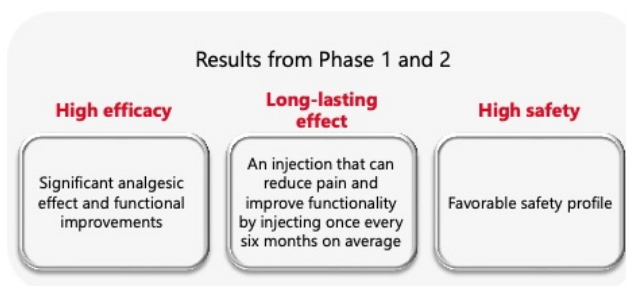 Results from Phase 1 and 2
High efficacy
Significant analgesic
effect and functional
improvements
Long-lasting
effect
An injection that can
reduce pain and
improve functionality
by injecting once every
six months on average
High safety
Favorable safety profile